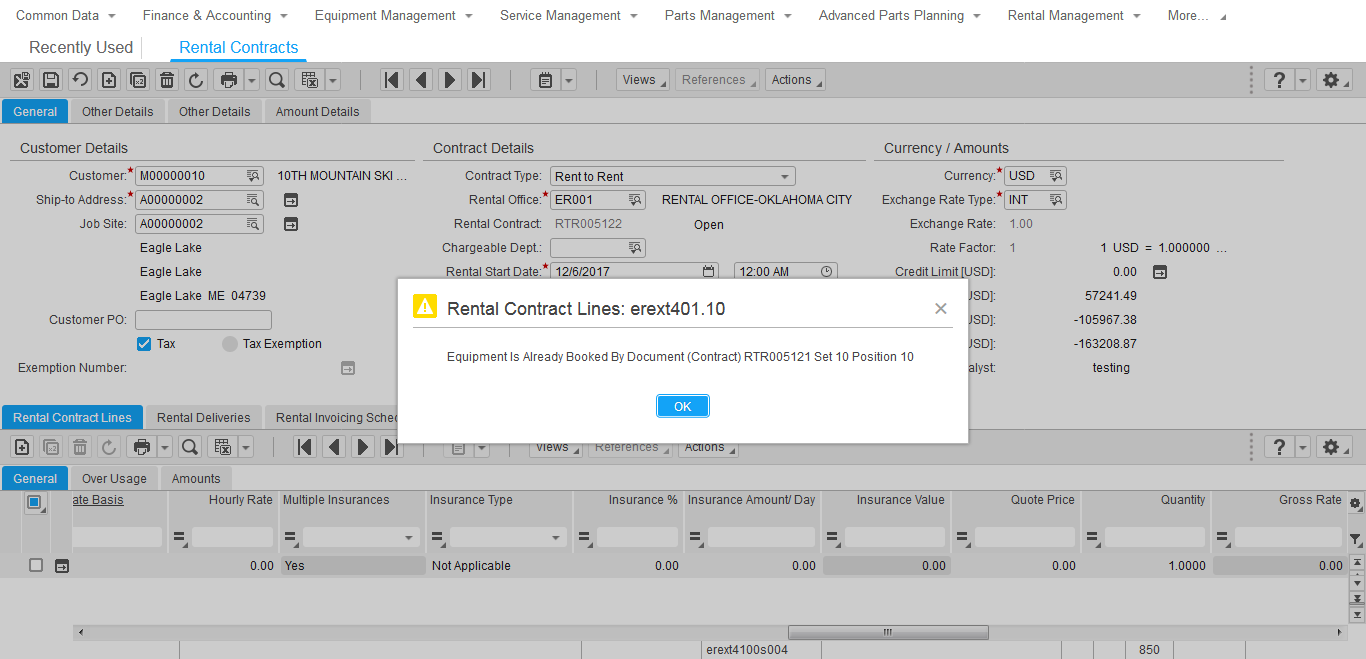 Common Data Finance & Accounting Equipment Management Service Management Parts Management Advanced Parts Planning Rental Management More...
Recently Used Rental Contracts
Views References Actions ?
General Other Details Other Details Amount Details
Customer Details Contract Details Currency / Amounts
Customer:* M00000010 10TH MOUNTAIN SKI ... Contract Type: Rent to Rent Currency:* USD
Ship-to Address:* A00000002 Rental Office:* ER001 RENTAL OFFICE-OKLAHOMA CITY Exchange Rate Type:* INT
Job Site: A00000002 Rental Contract: RTR005122 Open Exchange Rate: 1.00
Eagle Lake Chargeable Dept.: Rate Factor: 1 1 USD = 1.000000 ...
Eagle Lake Rental Start Date:* 12/6/2017 12:00 AM Credit Limit [USD]: 0.00
Eagle Lake ME 04739 USD]: 57241.49
Customer PO: USD]: -105967.38
Tax Tax Exemption USD]: -163208.87
Exemption Number: alyst: testing
Rental Contract Lines: erext401.10
Equipment Is Already Booked By Document (Contract) RTR005121 Set 10 Position 10
OK
Rental Contract Lines Rental Deliveries Rental Invoicing Sche
Views References Actions ?
General Over Usage Amounts
ate Basis Hourly Rate Multiple Insurances Insurance Type Insurance % Insurance Amount/ Day Insurance Value Quote Price Quantity Gross Rate
0.00 Yes Not Applicable 0.00 0.00 0.00 0.00 1.0000 0.00
erext4100s004 850